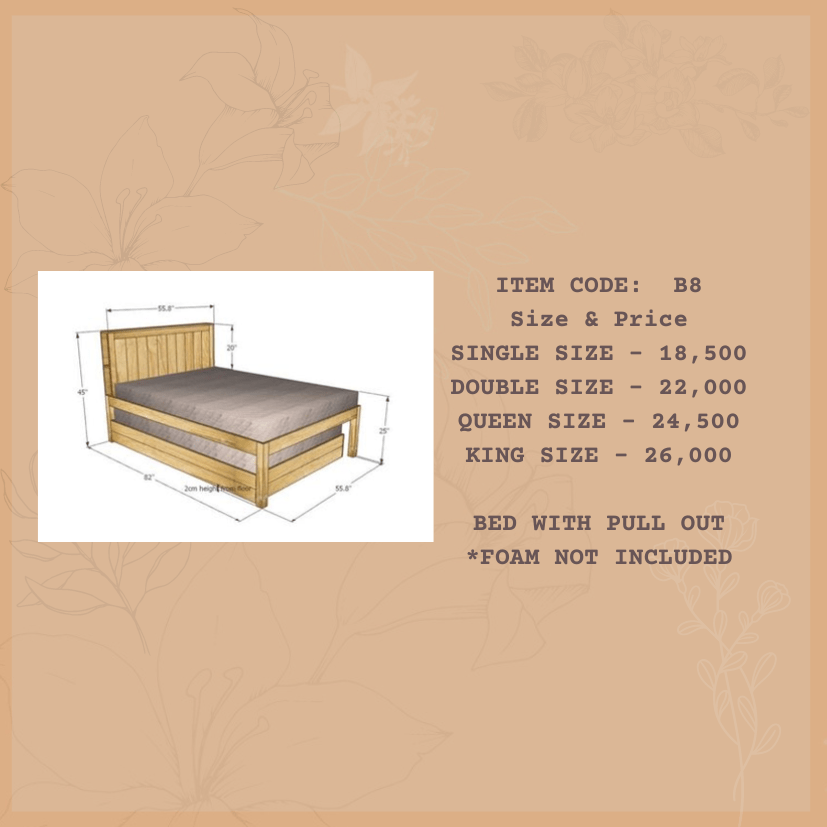 55.8"
20"
45"
25"
82"
2cm height from floor
55.8"
ITEM CODE:  B8
Size & Price
SINGLE SIZE - 18,500
DOUBLE SIZE - 22,000
QUEEN SIZE - 24,500
KING SIZE - 26,000
BED WITH PULL OUT
*FOAM NOT INCLUDED